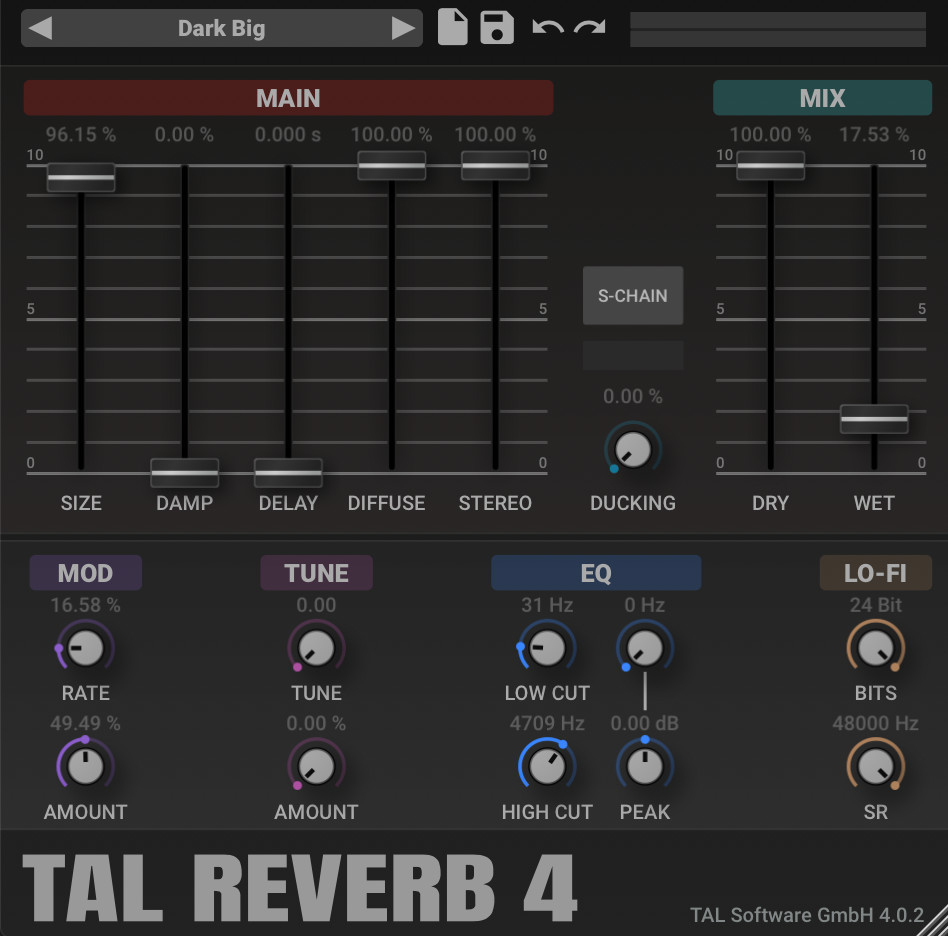 Dark Big
MAIN
MIX
96.15 % 0.00 % 0.000 s 100.00 % 100.00 %
100.00 % 17.53 %
10 10
10 10
S-CHAIN
5 5
5 5
0.00 %
0 0
0 0
SIZE DAMP DELAY DIFFUSE STEREO
DUCKING
DRY WET
MOD TUNE EQ LO-FI
16.58 % 0.00 31 Hz 0 Hz 24 Bit
RATE TUNE LOW CUT BITS
49.49 % 0.00 % 4709 Hz 0.00 dB 48000 Hz
AMOUNT AMOUNT HIGH CUT PEAK SR
TAL REVERB 4
TAL Software GmbH 4.0.2